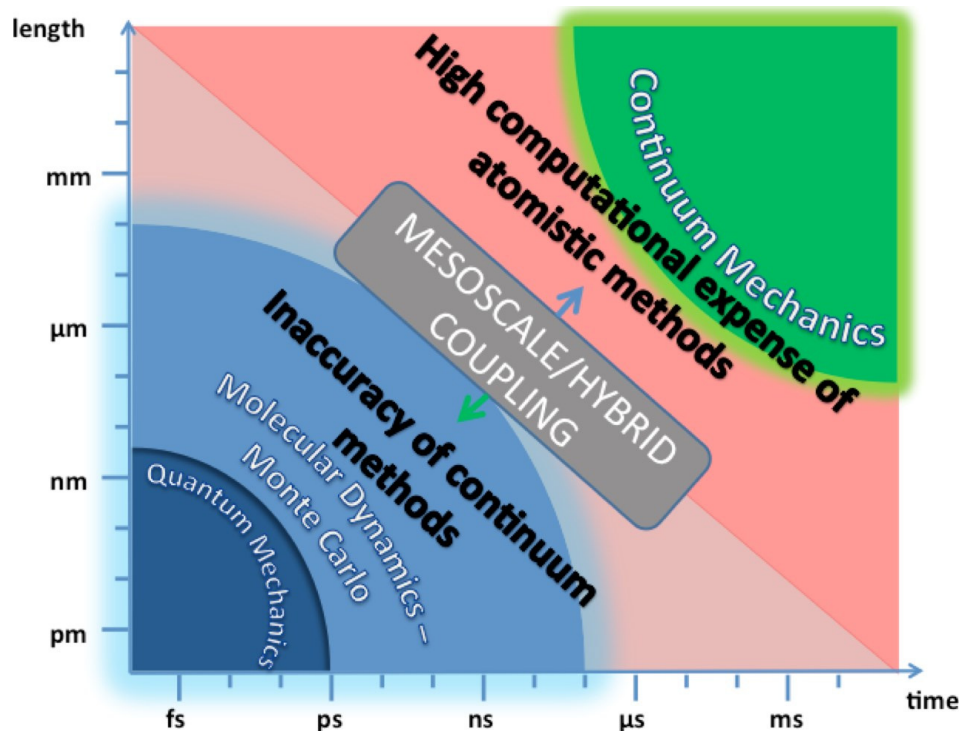 length
mm
μm
nm
pm
High computational expense of
atomistic methods
Continuum Mechanics
MESOSCALE/HYBRID
COUPLING
Inaccuracy of continuum
methods
Molecular Dynamics –
Monte Carlo
Quantum Mechanics
fs
ps
ns
μs
ms
time